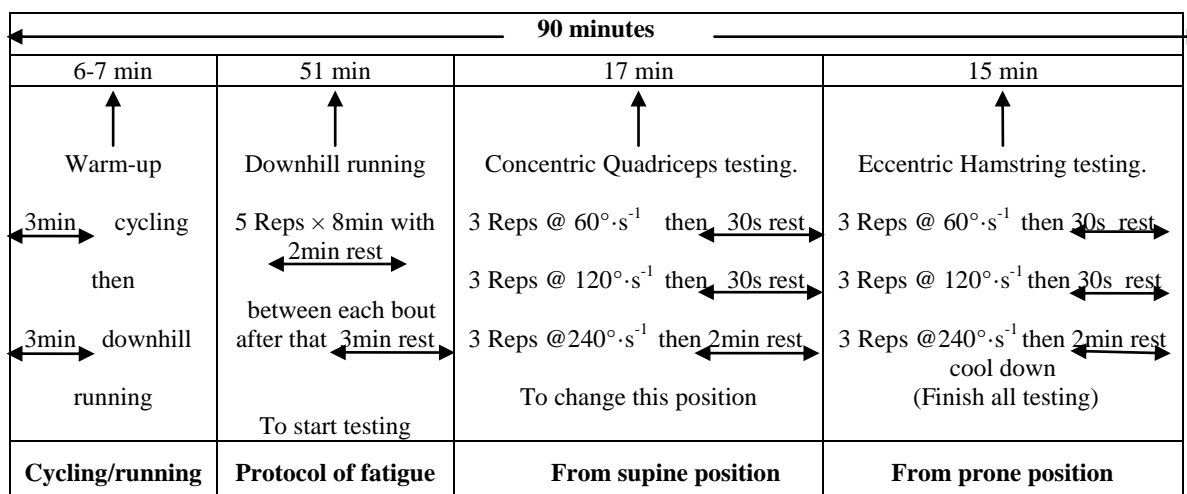 90 minutes
6-7 min
51 min
17 min
15 min
Warm-up
3min cycling
then
3min downhill
running
Downhill running
5 Reps × 8min with
2min rest
between each bout
after that 3min rest
To start testing
Concentric Quadriceps testing.
3 Reps @ 60°·s⁻¹ then 30s rest
3 Reps @ 120°·s⁻¹ then 30s rest
3 Reps @240°·s⁻¹ then 2min rest
To change this position
Eccentric Hamstring testing.
3 Reps @ 60°·s⁻¹ then 30s rest
3 Reps @ 120°·s⁻¹ then 30s rest
3 Reps @240°·s⁻¹ then 2min rest
cool down
(Finish all testing)
Cycling/running
Protocol of fatigue
From supine position
From prone position